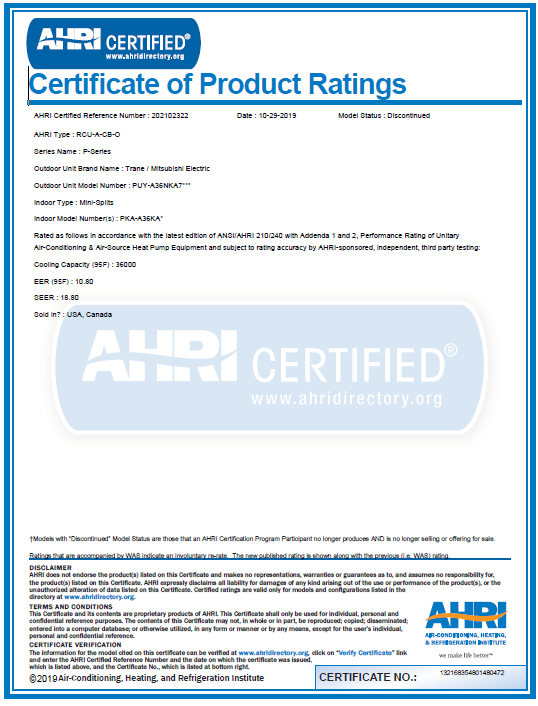 AHRI CERTIFIED®
www.ahridirectory.org
Certificate of Product Ratings
AHRI Certified Reference Number : 202102322 Date : 10-29-2019 Model Status : Discontinued
AHRI Type : RCU-A-CB-O
Series Name : P-Series
Outdoor Unit Brand Name : Trane / Mitsubishi Electric
Outdoor Unit Model Number : PUY-A36NKA7***
Indoor Type : Mini-Splits
Indoor Model Number(s) : PKA-A36KA*
Rated as follows in accordance with the latest edition of ANSI/AHRI 210/240 with Addenda 1 and 2, Performance Rating of Unitary
Air-Conditioning & Air-Source Heat Pump Equipment and subject to rating accuracy by AHRI-sponsored, independent, third party testing:
Cooling Capacity (95F) : 36000
EER (95F) : 10.80
SEER : 18.80
Sold in? : USA, Canada
AHRI CERTIFIED®
www.ahridirectory.org
†Models with "Discontinued" Model Status are those that an AHRI Certification Program Participant no longer produces AND is no longer selling or offering for sale.
Ratings that are accompanied by WAS indicate an involuntary re-rate. The new published rating is shown along with the previous (i.e. WAS) rating.
DISCLAIMER
AHRI does not endorse the product(s) listed on this Certificate and makes no representations, warranties or guarantees as to, and assumes no responsibility for,
the product(s) listed on this Certificate. AHRI expressly disclaims all liability for damages of any kind arising out of the use or performance of the product(s), or the
unauthorized alteration of data listed on this Certificate. Certified ratings are valid only for models and configurations listed in the
directory at www.ahridirectory.org.
TERMS AND CONDITIONS
This Certificate and its contents are proprietary products of AHRI. This Certificate shall only be used for individual, personal and
confidential reference purposes. The contents of this Certificate may not, in whole or in part, be reproduced; copied; disseminated;
entered into a computer database; or otherwise utilized, in any form or manner or by any means, except for the user's individual,
personal and confidential reference.
CERTIFICATE VERIFICATION
The information for the model cited on this certificate can be verified at www.ahridirectory.org, click on "Verify Certificate" link
and enter the AHRI Certified Reference Number and the date on which the certificate was issued,
which is listed above, and the Certificate No., which is listed at bottom right.
AHRI
AIR-CONDITIONING, HEATING,
& REFRIGERATION INSTITUTE
we make life better™
©2019 Air-Conditioning, Heating, and Refrigeration Institute
CERTIFICATE NO.: 132168354801480472